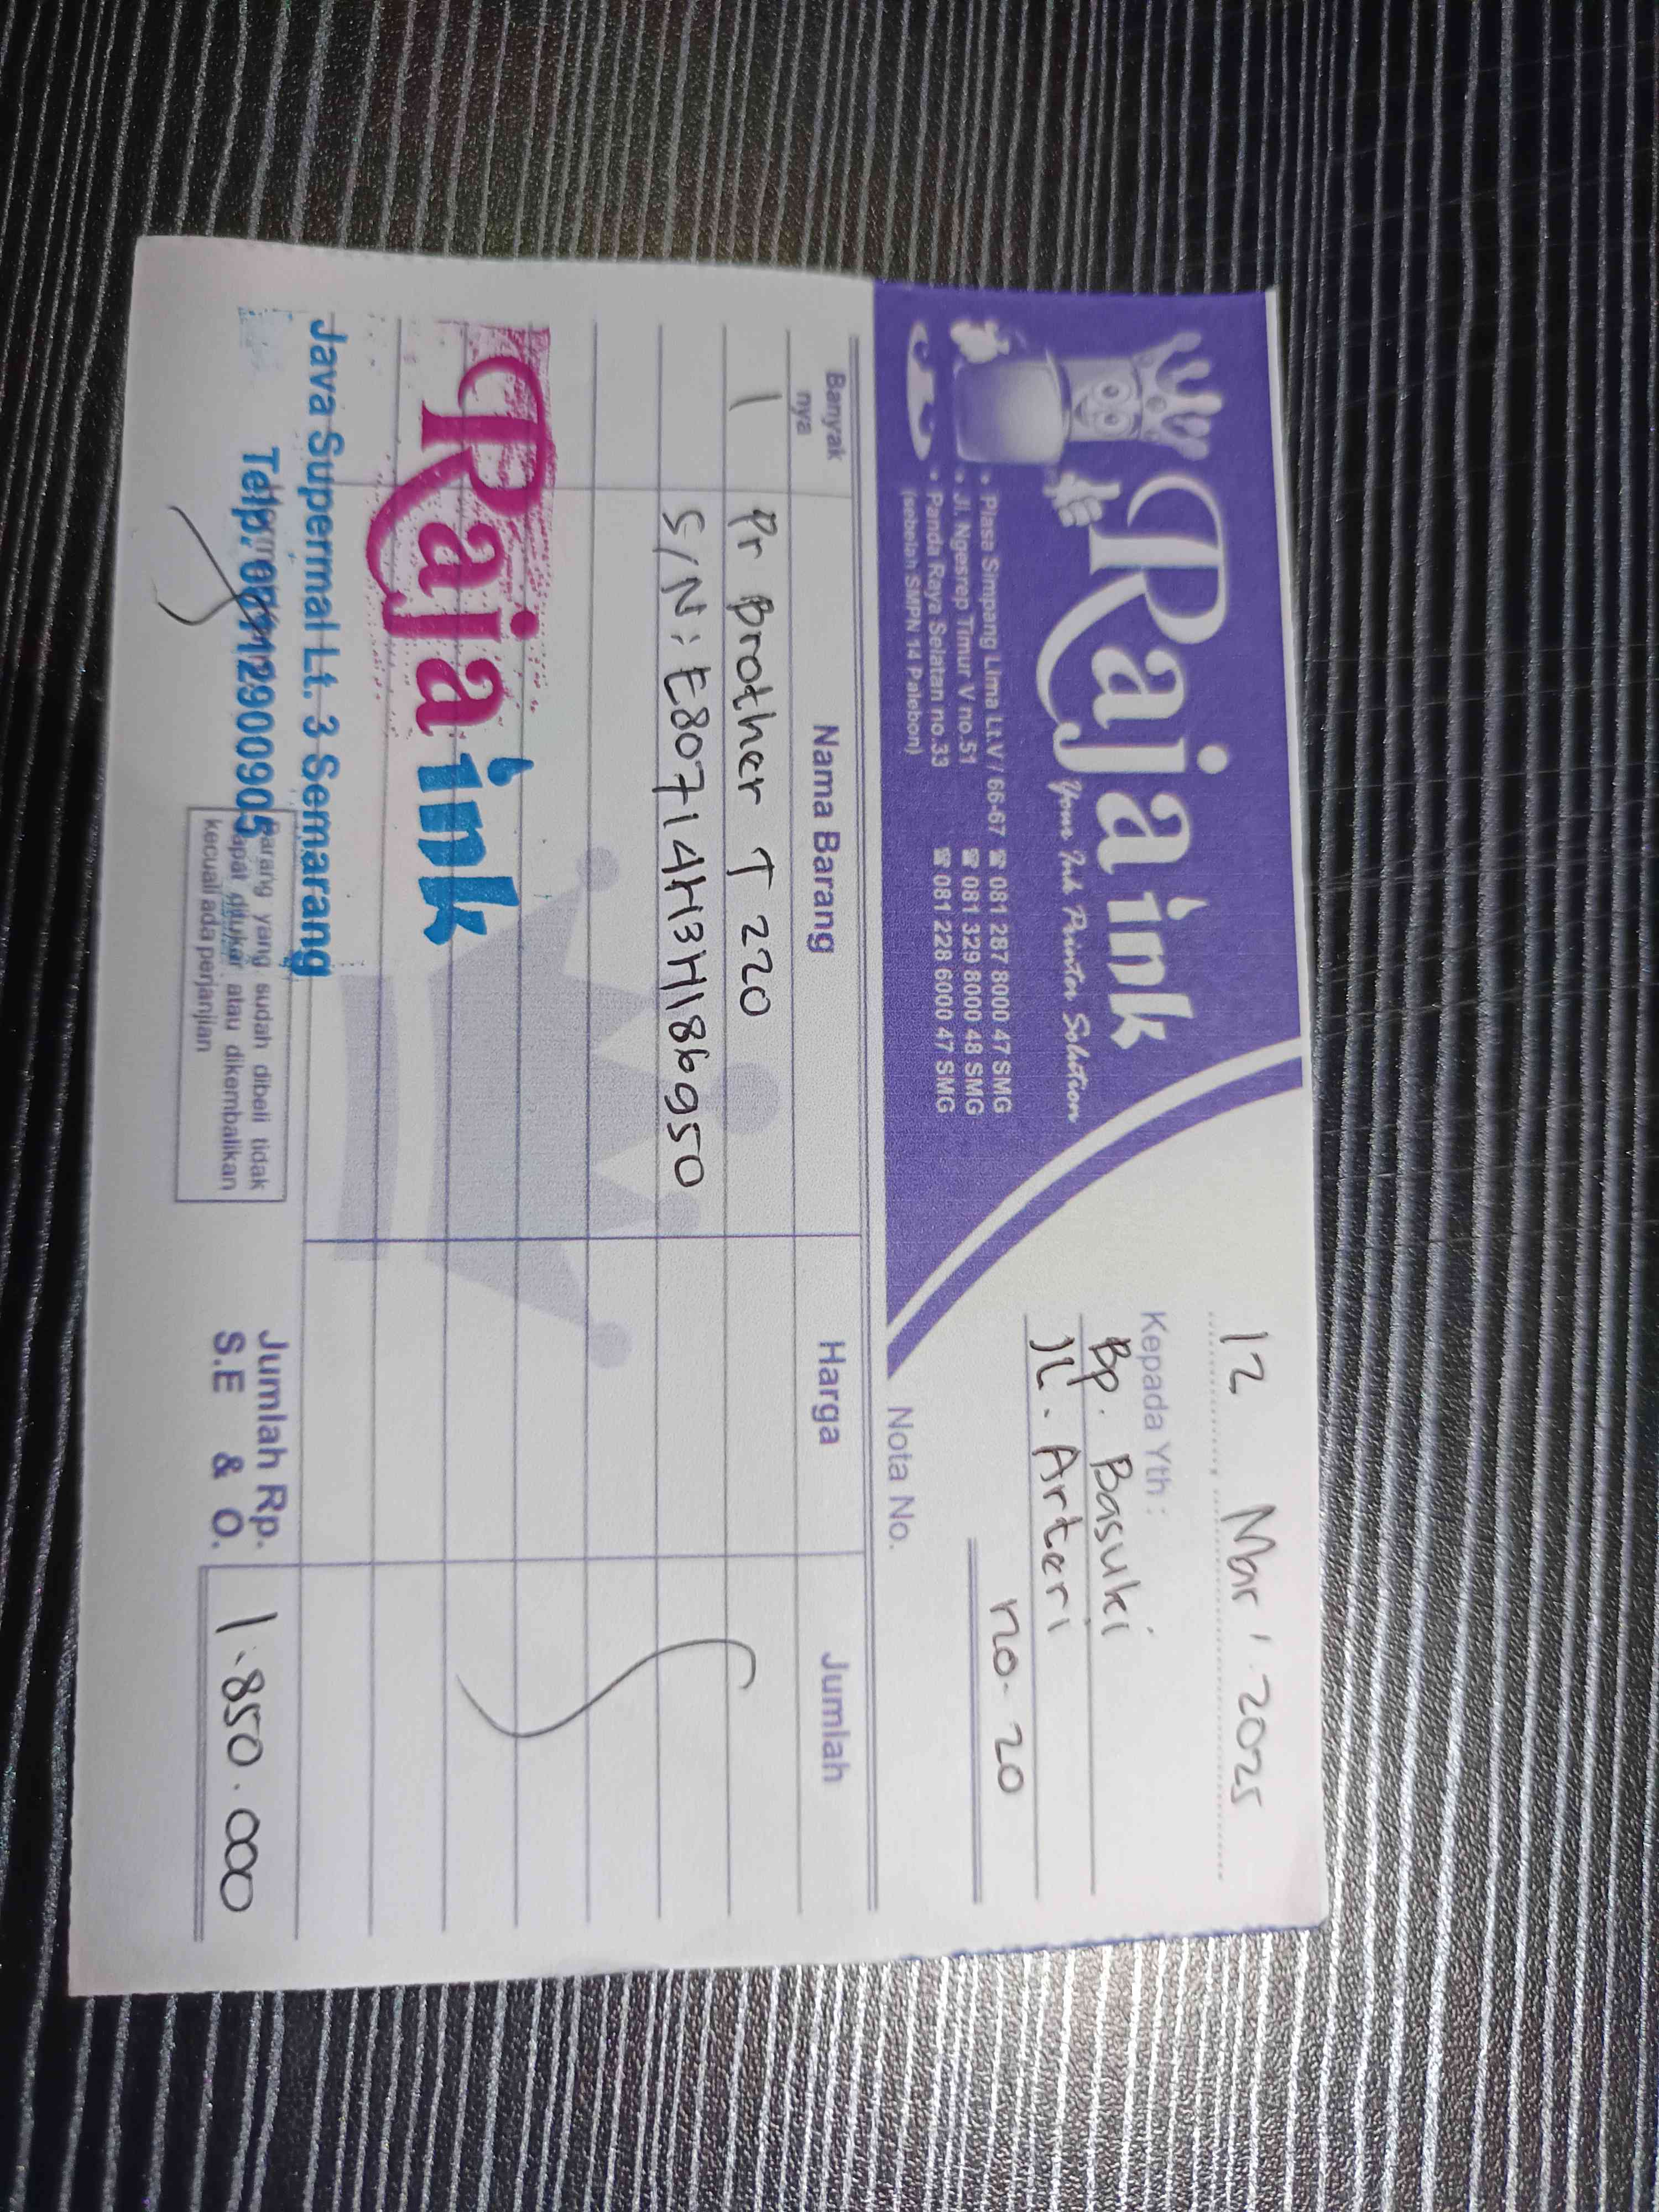 12 Mar' 2025
Kepada Yth :
Bp. Basuki
Jl. Arteri
no. 20
Raja ink
Your Ink Printer Solution
• Plasa Simpang Lima Lt.V / 66-67 ☎ 081 287 8000 47 SMG
• Jl. Ngesrep Timur V no.51 ☎ 081 329 8000 48 SMG
• Panda Raya Selatan no.33 ☎ 081 228 6000 47 SMG
(sebelah SMPN 14 Palebon)
Nota No.
Banyak nya Nama Barang Harga Jumlah
1 Pr Brother T 220
S/N: E80714H3H186950
Raja ink
Java Supermal Lt. 3 Semarang
Telp.
Barang yang sudah dibeli tidak
dapat ditukar atau dikembalikan
kecuali ada perjanjian
Jumlah Rp. 1.850.000
S.E & O.